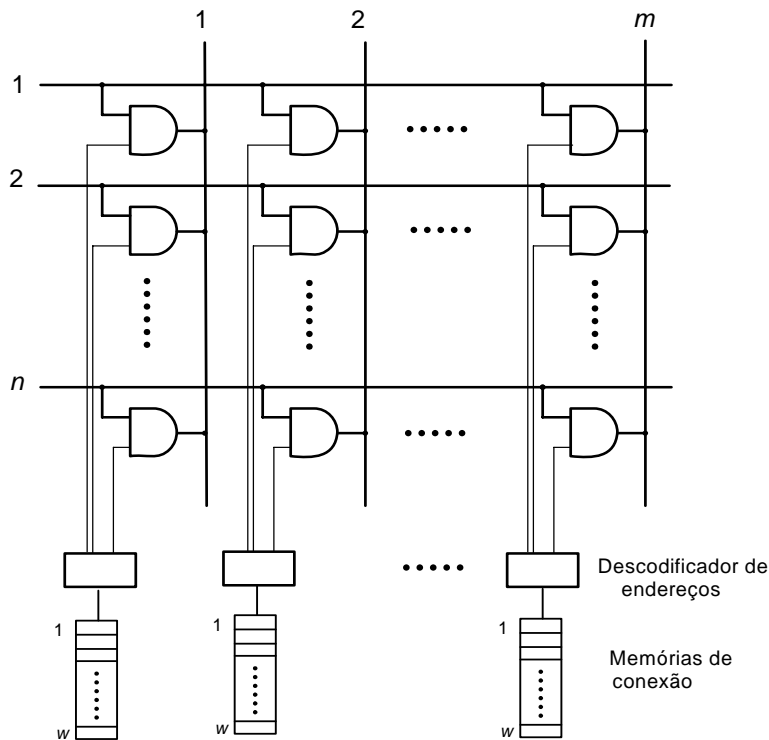 1 2 m
1
2
n
Descodificador de
endereços
1 1 1
Memórias de
conexão
w w w